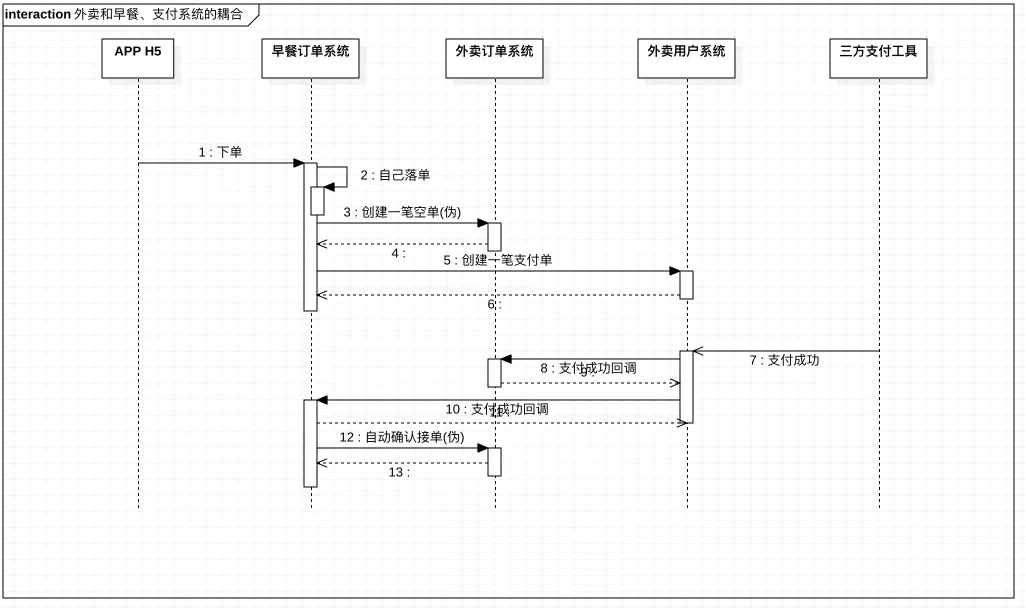 interaction 外卖和早餐、支付系统的耦合
APP H5
早餐订单系统
外卖订单系统
外卖用户系统
三方支付工具
1 : 下单
2 : 自己落单
3 : 创建一笔空单(伪)
4 :
5 : 创建一笔支付单
6 :
7 : 支付成功
8 : 支付成功回调
9 :
10 : 支付成功回调
11 :
12 : 自动确认接单(伪)
13 :